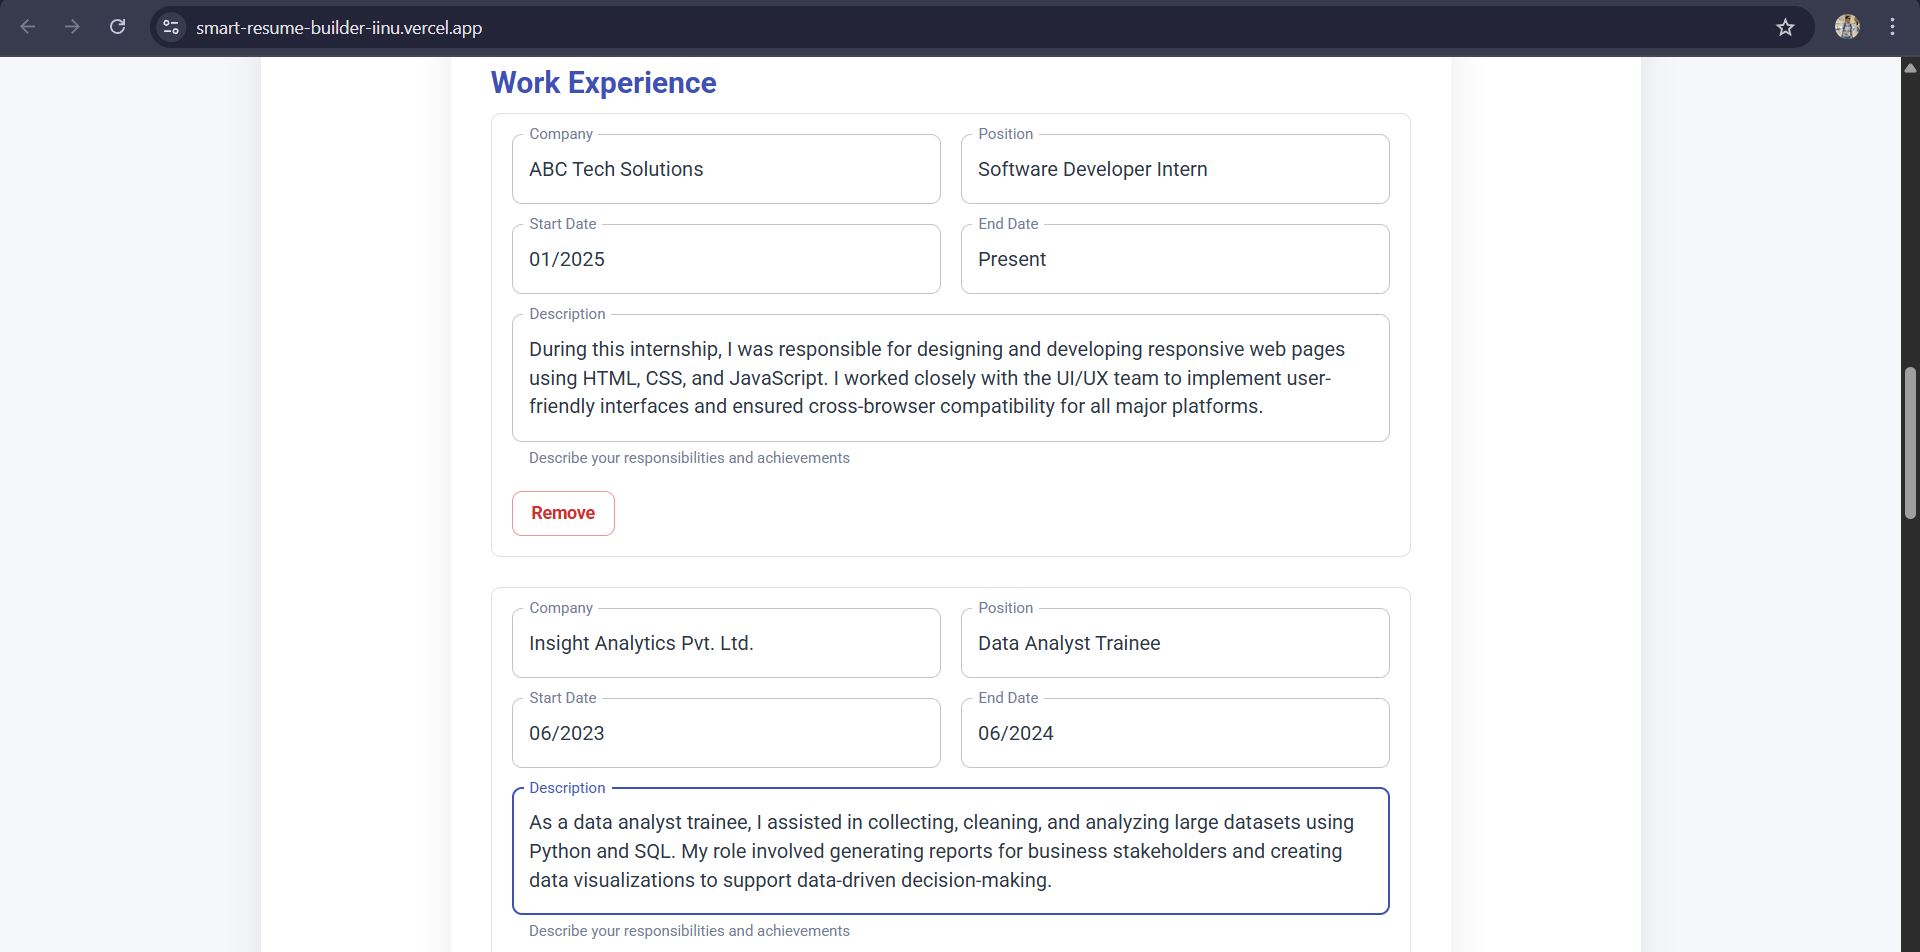 smart-resume-builder-iinu.vercel.app
Work Experience
Company
ABC Tech Solutions
Position
Software Developer Intern
Start Date
01/2025
End Date
Present
Description
During this internship, I was responsible for designing and developing responsive web pages
using HTML, CSS, and JavaScript. I worked closely with the UI/UX team to implement user-
friendly interfaces and ensured cross-browser compatibility for all major platforms.
Describe your responsibilities and achievements
Remove
Company
Insight Analytics Pvt. Ltd.
Position
Data Analyst Trainee
Start Date
06/2023
End Date
06/2024
Description
As a data analyst trainee, I assisted in collecting, cleaning, and analyzing large datasets using
Python and SQL. My role involved generating reports for business stakeholders and creating
data visualizations to support data-driven decision-making.
Describe your responsibilities and achievements